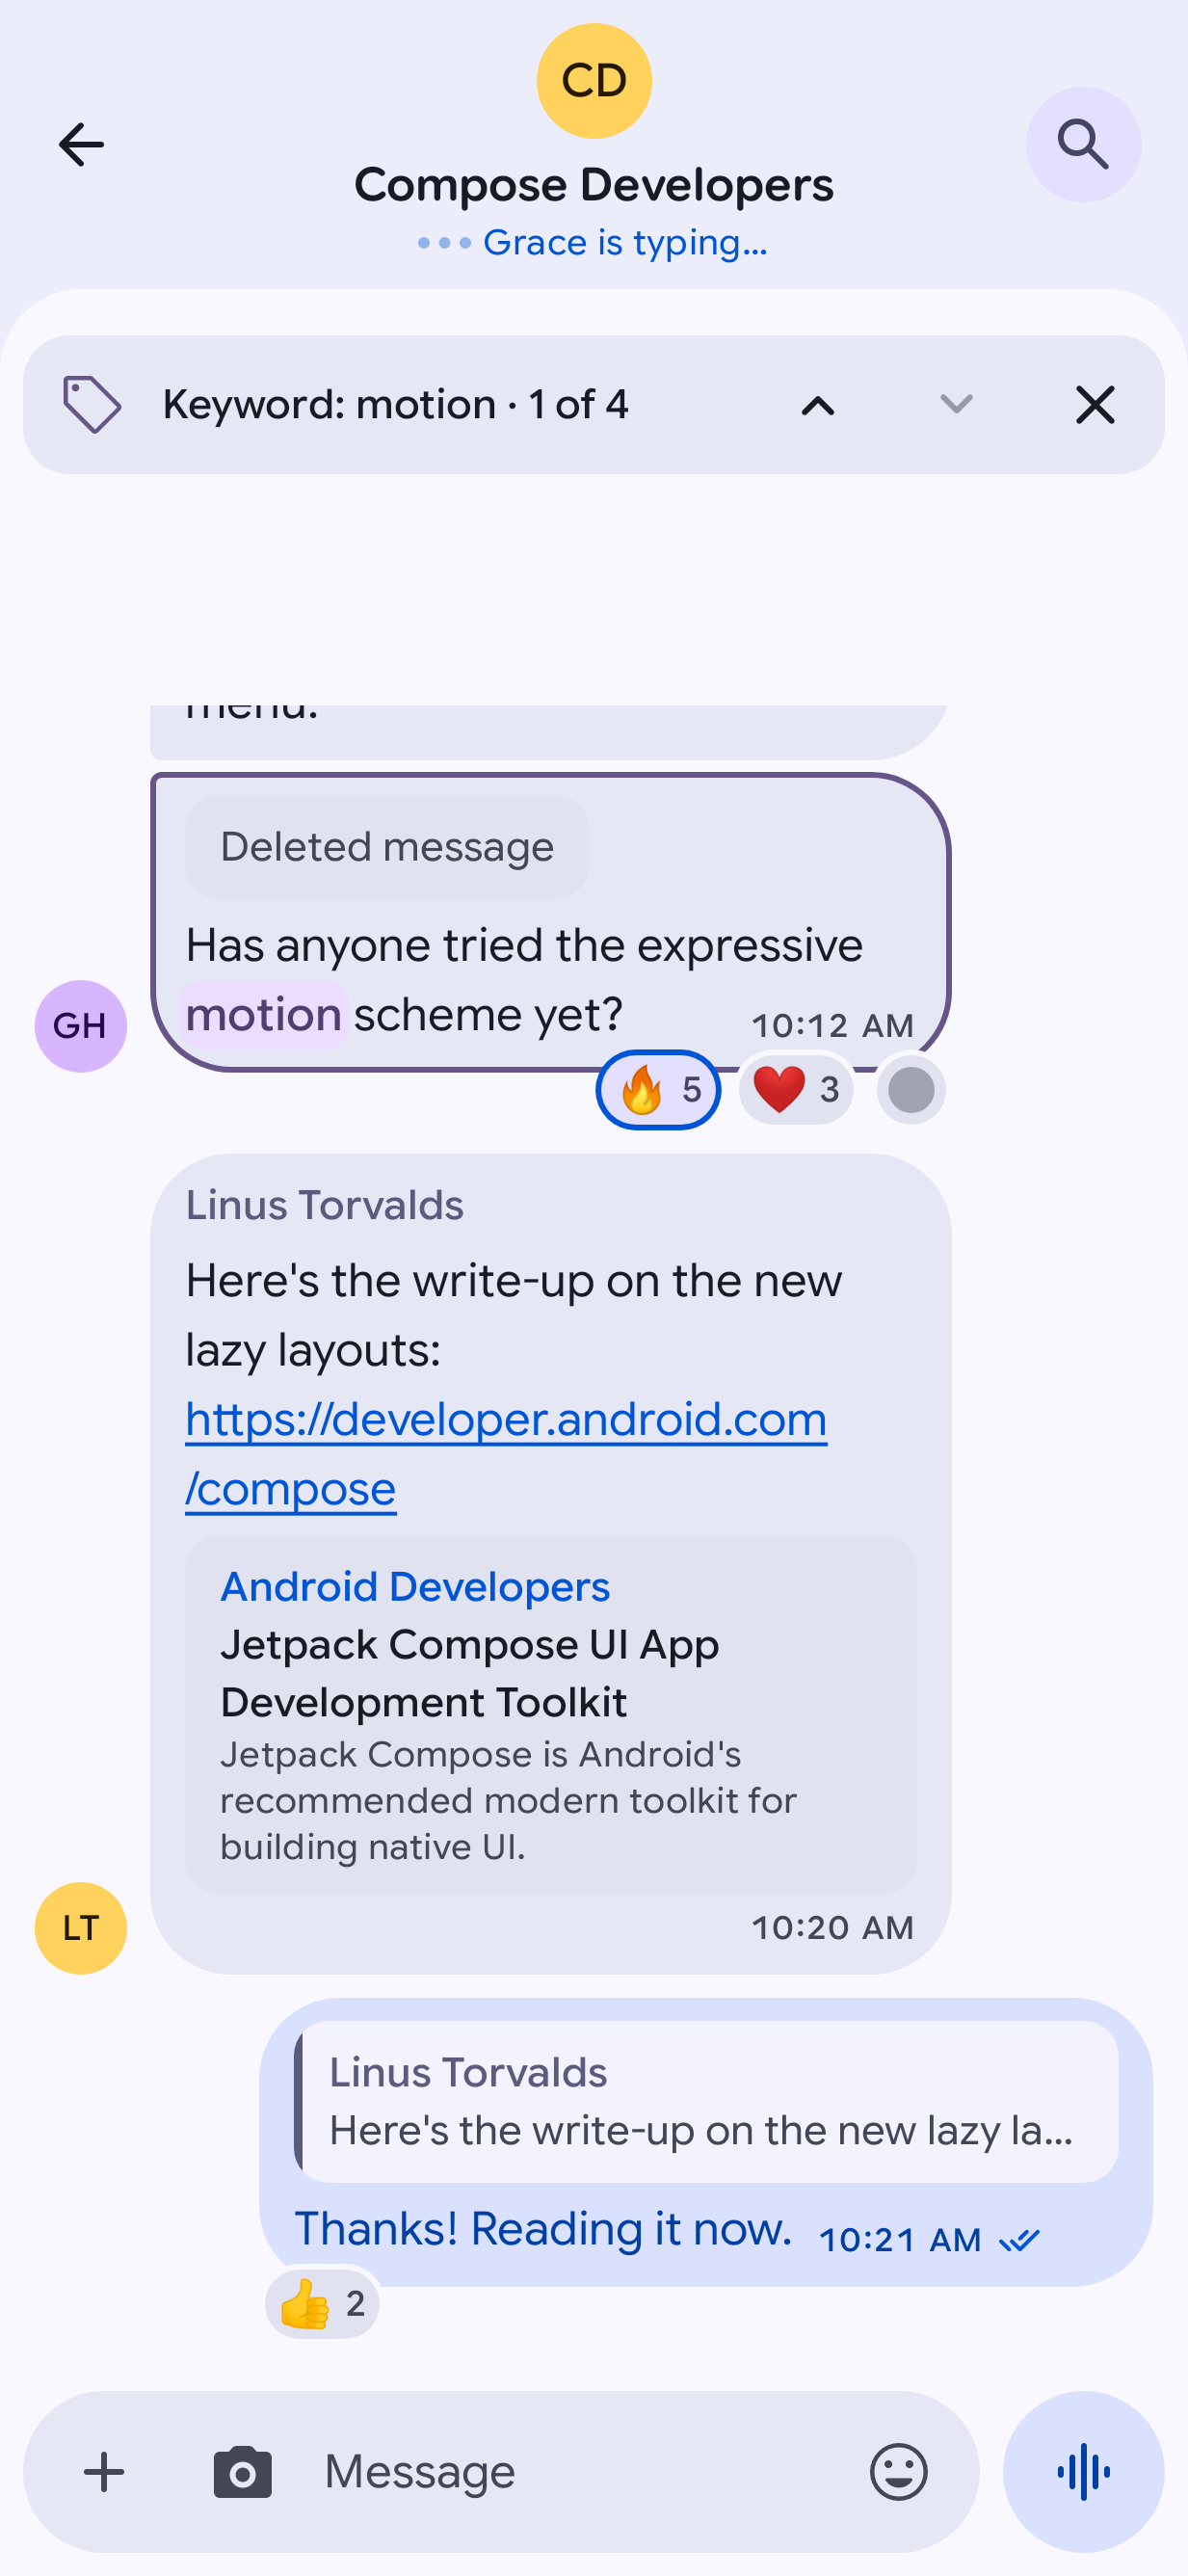 CD
Compose Developers
Grace is typing...
Keyword: motion · 1 of 4
menu.
Deleted message
Has anyone tried the expressive
motion scheme yet?
10:12 AM
GH
🔥 5 ❤️ 3
Linus Torvalds
Here's the write-up on the new
lazy layouts:
https://developer.android.com
/compose
Android Developers
Jetpack Compose UI App
Development Toolkit
Jetpack Compose is Android's
recommended modern toolkit for
building native UI.
LT
10:20 AM
Linus Torvalds
Here's the write-up on the new lazy la...
Thanks! Reading it now.
10:21 AM
👍 2
Message